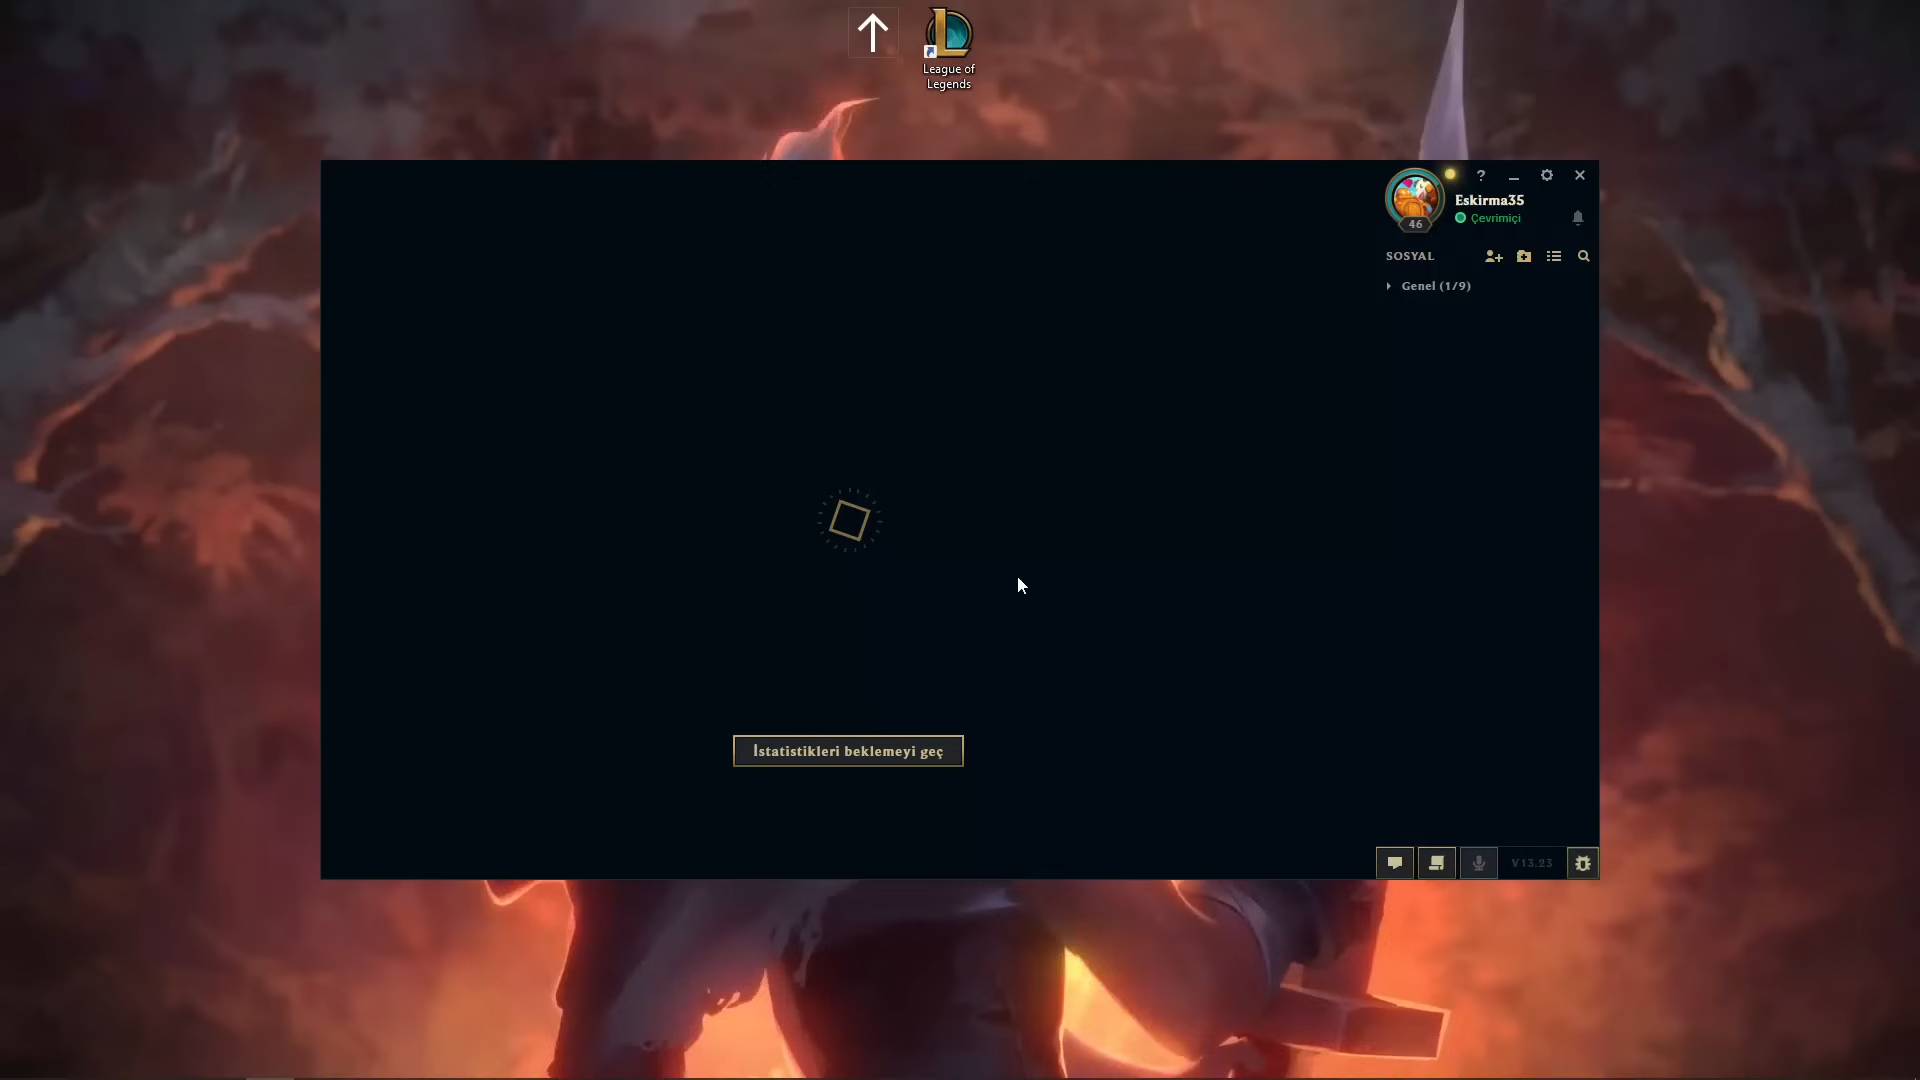 League of
Legends
?
Eskirma35
Çevrimiçi
46
SOSYAL
Genel (1/9)
İstatistikleri beklemeyi geç
V13.23